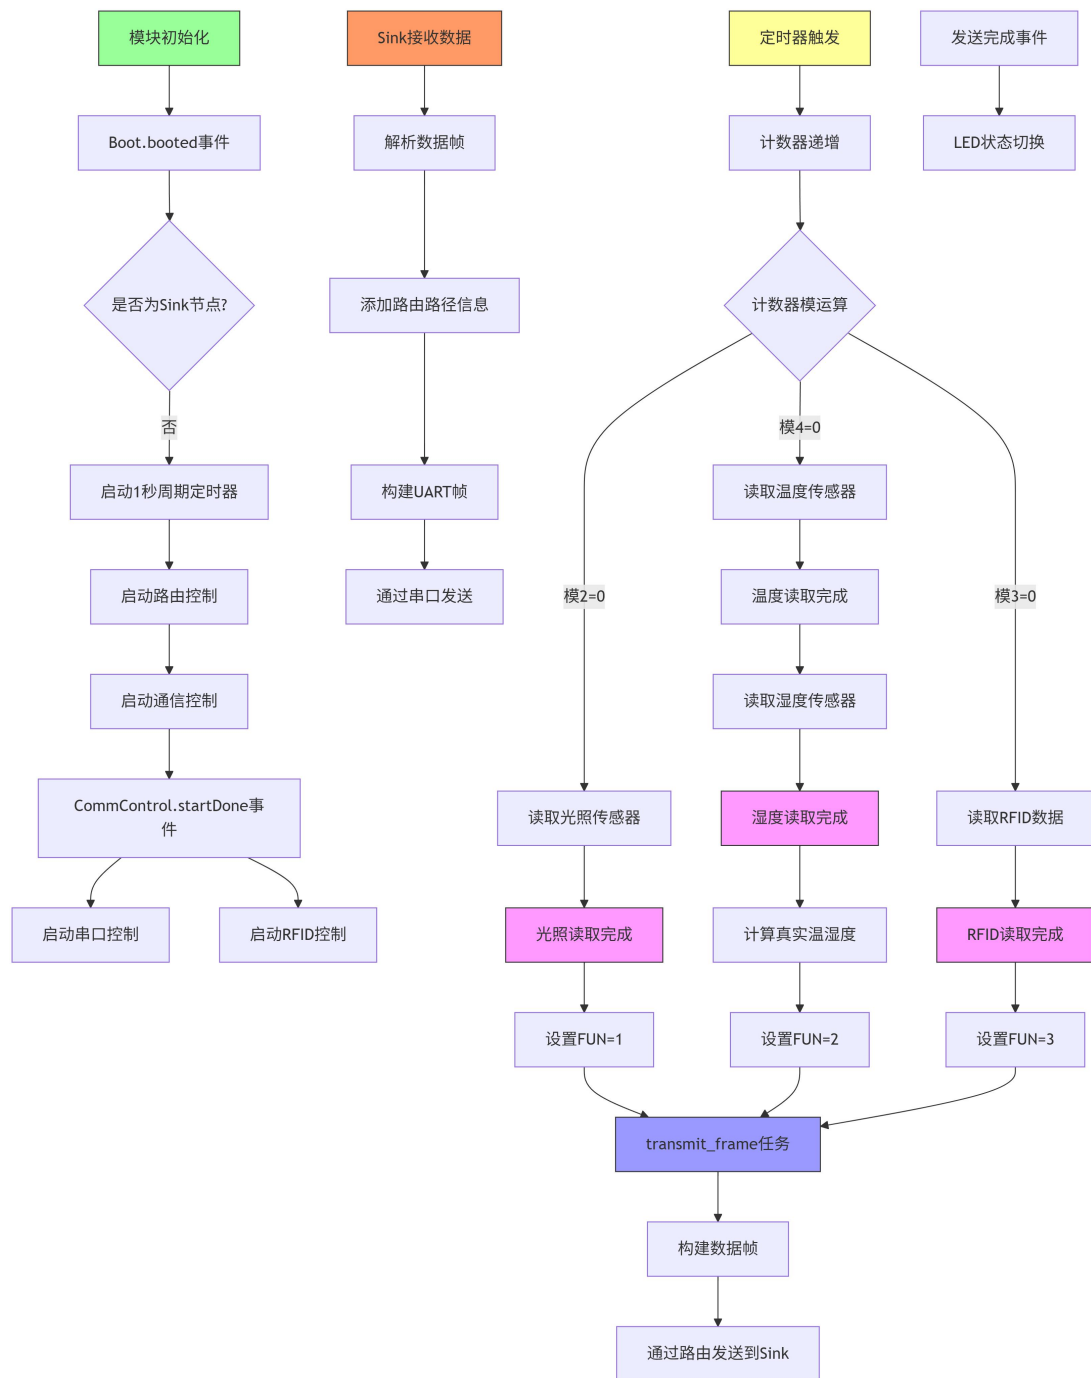 模块初始化
Sink接收数据
定时器触发
发送完成事件
Boot.booted事件
解析数据帧
计数器递增
LED状态切换
是否为Sink节点?
添加路由路径信息
计数器模运算
否
模4=0
启动1秒周期定时器
构建UART帧
读取温度传感器
启动路由控制
通过串口发送
模2=0
温度读取完成
模3=0
启动通信控制
读取湿度传感器
CommControl.startDone事
件
读取光照传感器
湿度读取完成
读取RFID数据
启动串口控制
启动RFID控制
光照读取完成
计算真实温湿度
RFID读取完成
设置FUN=1
设置FUN=2
设置FUN=3
transmit_frame任务
构建数据帧
通过路由发送到Sink